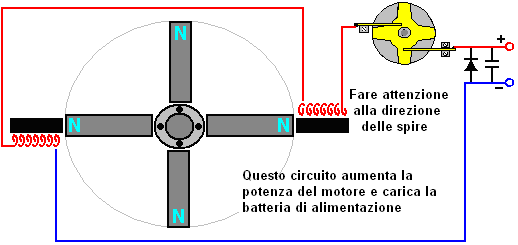 N
+
Fare attenzione
alla direzione
delle spire
N
N
−
Questo circuito aumenta la
potenza del motore e carica la
batteria di alimentazione
N